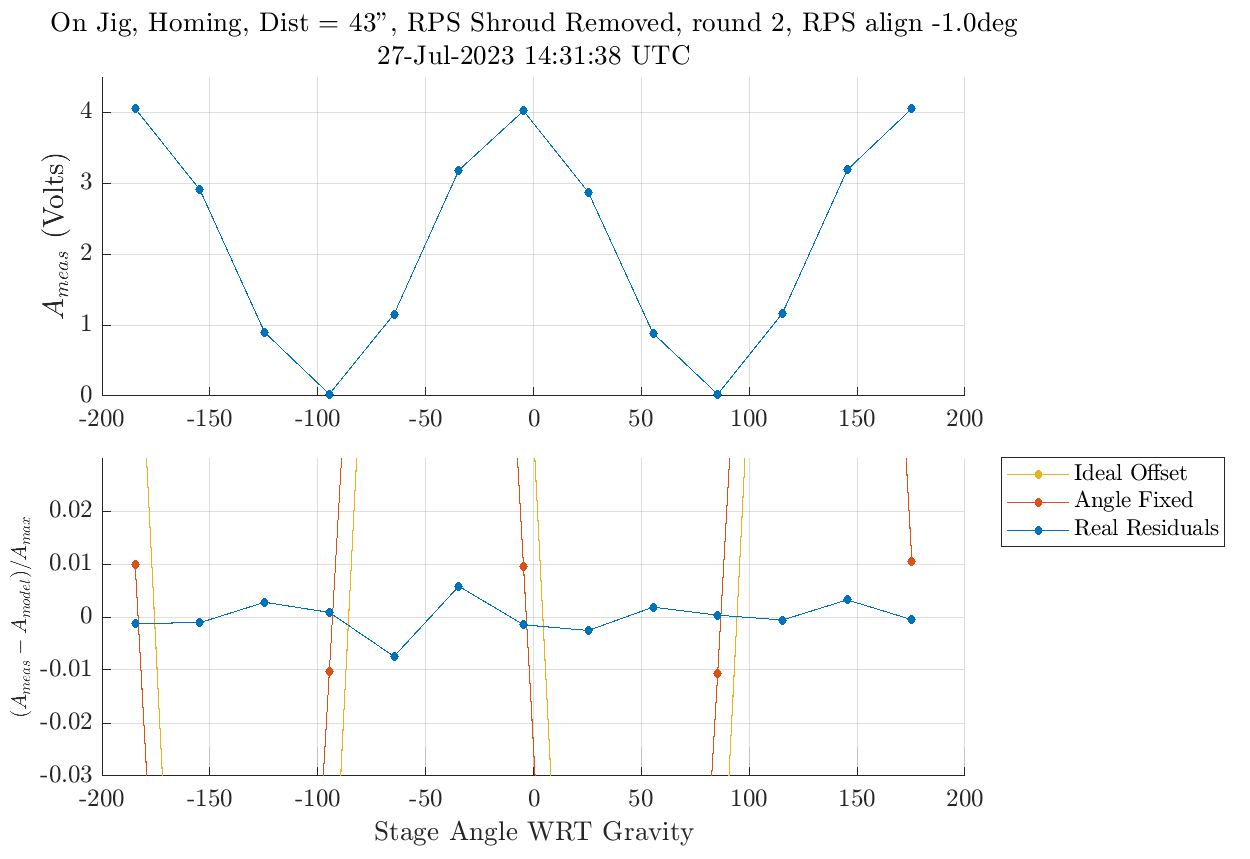 On Jig, Homing, Dist = 43”, RPS Shroud Removed, round 2, RPS align -1.0deg
27-Jul-2023 14:31:38 UTC
A_meas (Volts)
4
3
2
1
0
-200 -150 -100 -50 0 50 100 150 200
(A_meas − A_model)/A_max
0.02
0.01
0
-0.01
-0.02
-0.03
-200 -150 -100 -50 0 50 100 150 200
Stage Angle WRT Gravity
Ideal Offset
Angle Fixed
Real Residuals